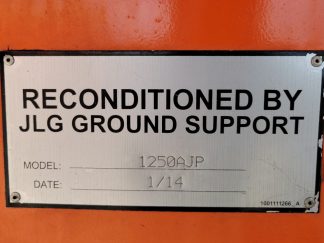 RECONDITIONED BY
JLG GROUND SUPPORT
MODEL: 1250AJP
DATE: 1/14
1001111266_A